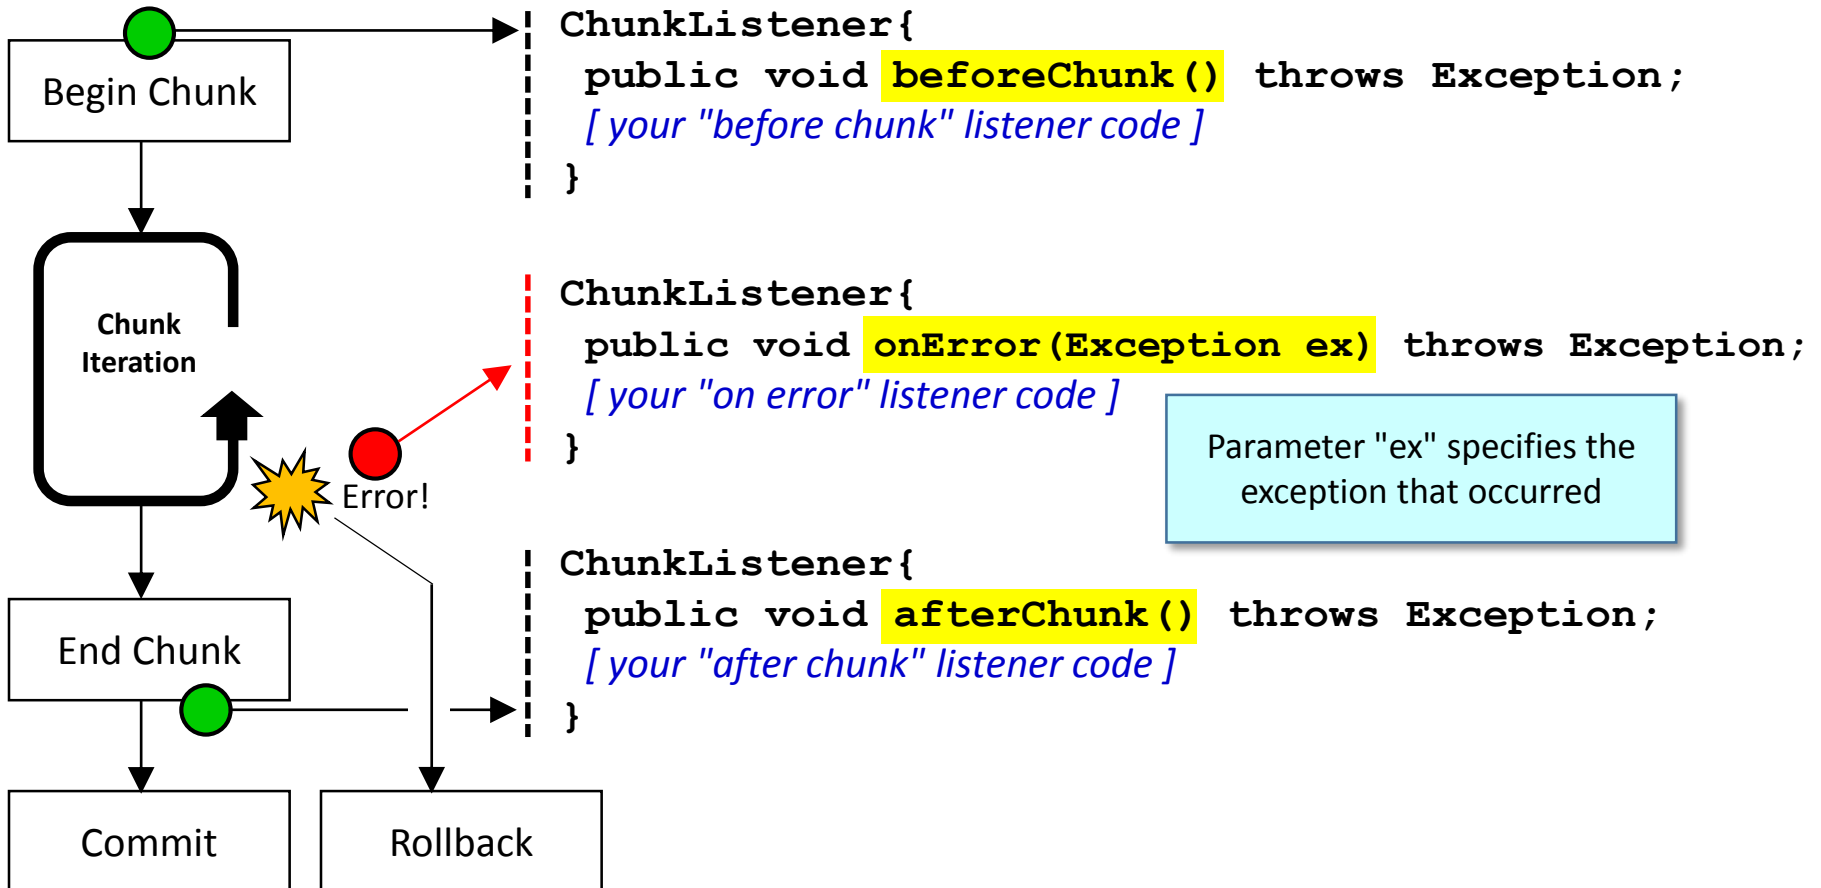 Begin Chunk
ChunkListener{
public void beforeChunk() throws Exception;
[ your "before chunk" listener code ]
}
Chunk
Iteration
ChunkListener{
public void onError(Exception ex) throws Exception;
[ your "on error" listener code ]
}
Error!
Parameter "ex" specifies the
exception that occurred
End Chunk
ChunkListener{
public void afterChunk() throws Exception;
[ your "after chunk" listener code ]
}
Commit
Rollback